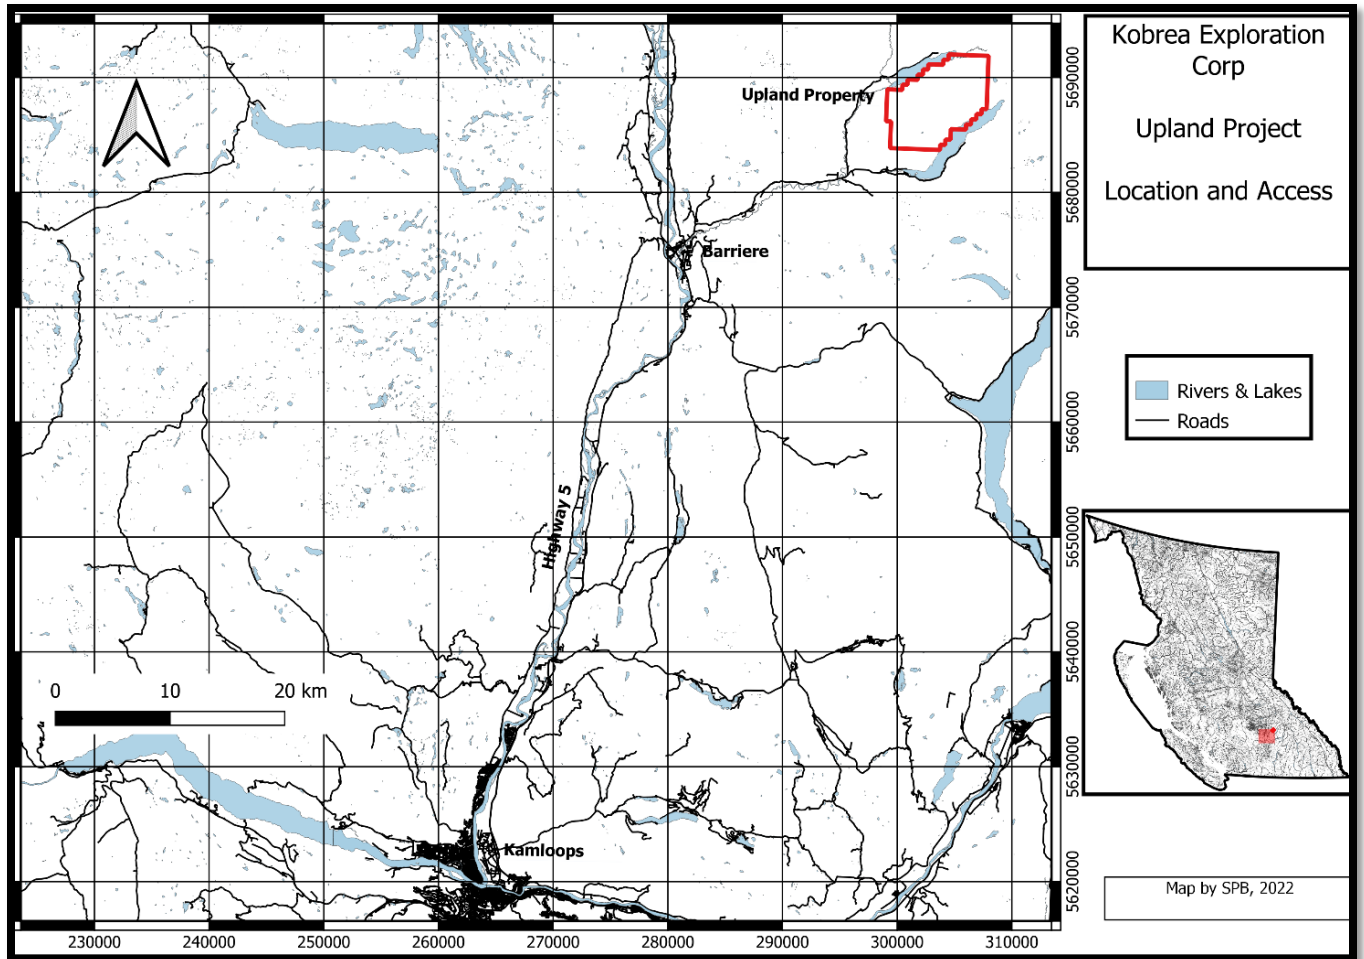 Kobrea Exploration
Corp
Upland Project
Location and Access
Upland Property
Barriere
Highway 5
Kamloops
0 10 20 km
230000 240000 250000 260000 270000 280000 290000 300000 310000
5690000
5680000
5670000
5660000
5650000
5640000
5630000
5620000
Rivers & Lakes
Roads
Map by SPB, 2022